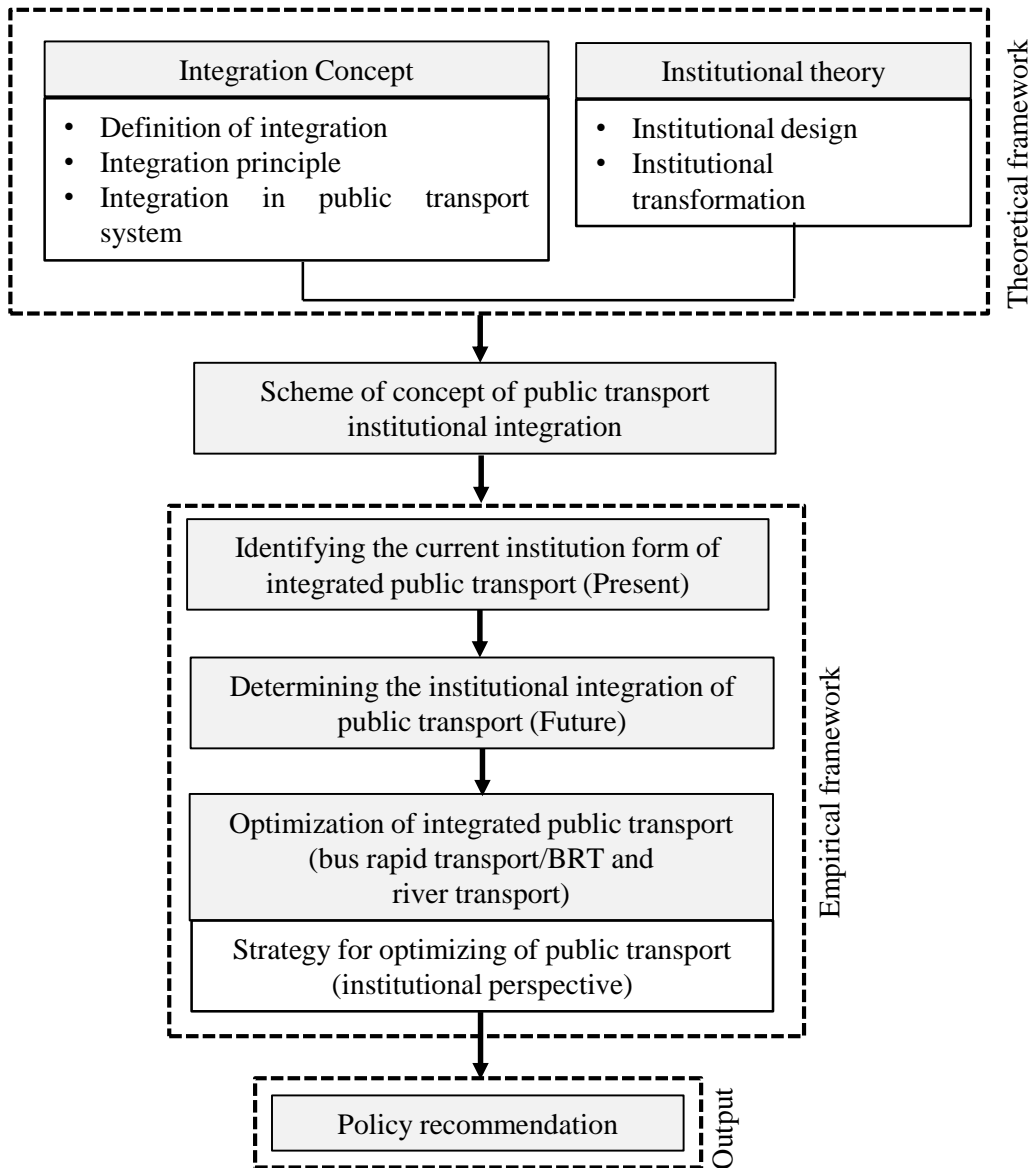 Integration Concept
• Definition of integration
• Integration principle
• Integration in public transport
system
Institutional theory
• Institutional design
• Institutional
transformation
Theoretical framework
Scheme of concept of public transport
institutional integration
Identifying the current institution form of
integrated public transport (Present)
Determining the institutional integration of
public transport (Future)
Optimization of integrated public transport
(bus rapid transport/BRT and
river transport)
Strategy for optimizing of public transport
(institutional perspective)
Empirical framework
Policy recommendation
Output